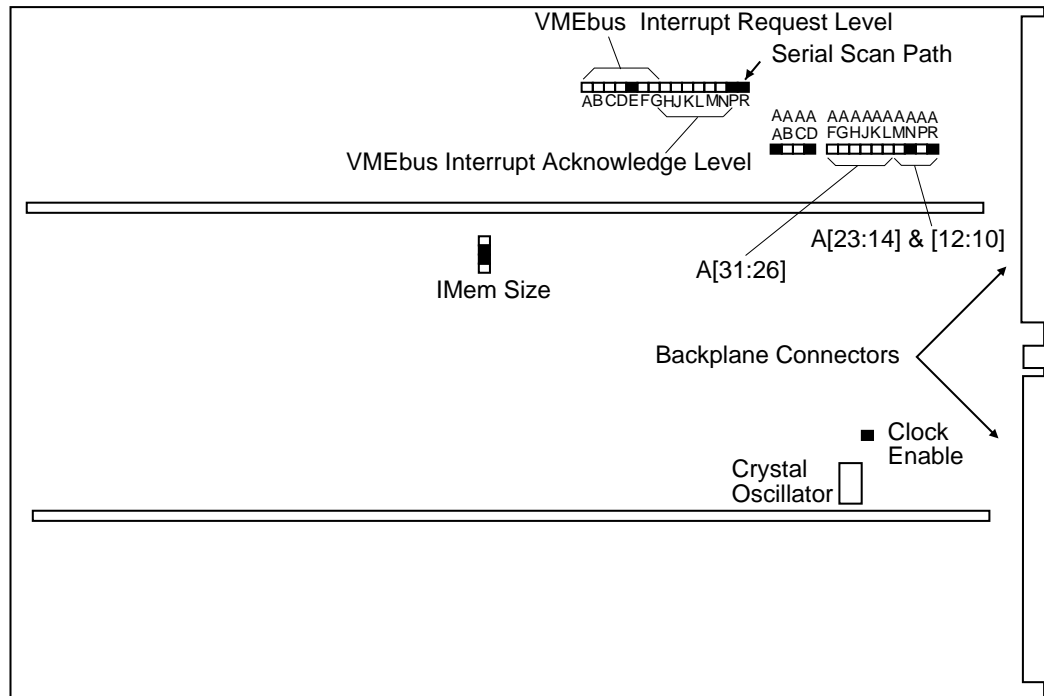 VMEbus Interrupt Request Level
Serial Scan Path
ABCDEFGHJKLMNPR
AAAA AAAAAAAAAA
ABCD FGHJKLMNPR
VMEbus Interrupt Acknowledge Level
A[23:14] & [12:10]
A[31:26]
IMem Size
Backplane Connectors
Clock
Enable
Crystal
Oscillator